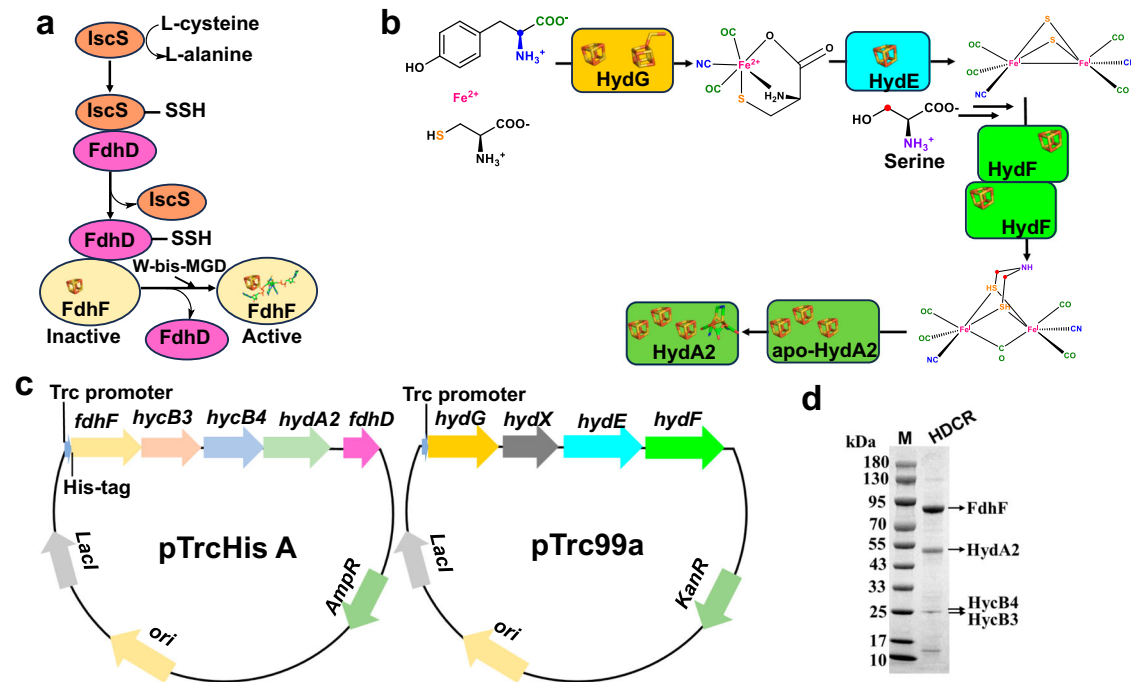 a
IscS
L-cysteine
L-alanine
IscS
SSH
FdhD
IscS
FdhD
SSH
W-bis-MGD
FdhF
FdhF
Inactive
FdhD
Active
b
COO⁻
NH₃⁺
HO
Fe²⁺
HS
COO⁻
NH₃⁺
HydG
CO
O
O
NC
Fe²⁺
OC
S
H₂N
HydE
HO
COO⁻
NH₃⁺
Serine
S
S
OC
CO
Fe
Fe
OC
CN
NC
CO
HydF
HydF
NH
HS
SH
OC
CO
Fe
Fe
OC
CN
NC
C
O
CO
apo-HydA2
HydA2
c
Trc promoter
fdhF
hycB3
hycB4
hydA2
fdhD
His-tag
LacI
pTrcHis A
AmpR
ori
Trc promoter
hydG
hydX
hydE
hydF
LacI
pTrc99a
KanR
ori
d
kDa
M
HDCR
180
130
95
70
55
43
33
25
17
10
FdhF
HydA2
HycB4
HycB3